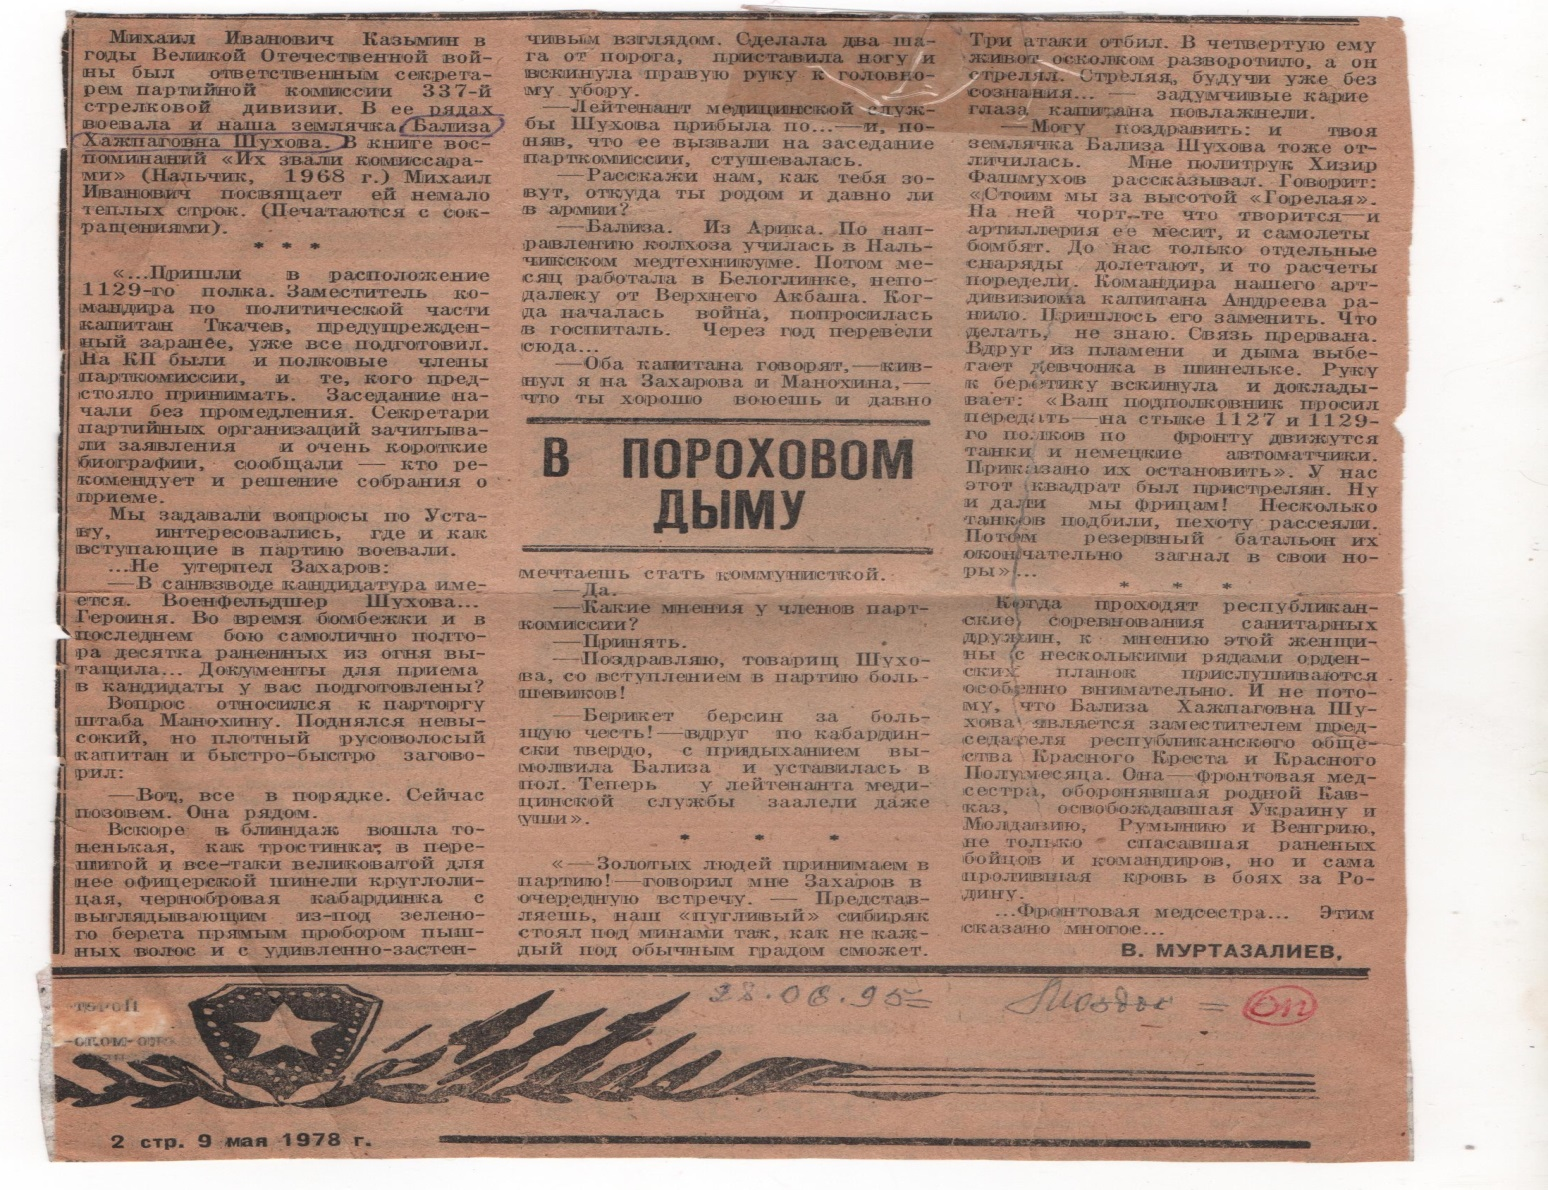 Михаил Иванович Казьмин в
годы Великой Отечественной вой-
ны был ответственным секрета-
рем партийной комиссии 337-й
стрелковой дивизии. В ее рядах
воевала и наша землячка Бализа
Хажпаговна Шухова. В книге вос-
поминаний «Их звали комиссара-
ми» (Нальчик, 1968 г.) Михаил
Иванович посвящает ей немало
теплых строк. (Печатаются с сок-
ращениями).
* * *
«...Пришли в расположение
1129-го полка. Заместитель ко-
мандира по политической части
капитан Ткачев, предупрежден-
ный заранее, уже все подготовил.
На КП были и полковые члены
парткомиссии, и те, кого пред-
стояло принимать. Заседание на-
чали без промедления. Секретари
партийных организаций зачитыва-
ли заявления и очень короткие
биографии, сообщали — кто ре-
комендует и решение собрания о
приеме.
Мы задавали вопросы по Уста-
ву, интересовались, где и как
вступающие в партию воевали.
...Не утерпел Захаров:
—В санвзводе кандидатура име-
ется. Военфельдшер Шухова...
Героиня. Во время бомбежки и в
последнем бою самолично полто-
ра десятка раненных из огня вы-
тащила... Документы для приема
в кандидаты у вас подготовлены?
Вопрос относился к парторгу
штаба Манохину. Поднялся невы-
сокий, но плотный русоволосый
капитан и быстро-быстро загово-
рил:
—Вот, все в порядке. Сейчас
позовем. Она рядом.
Вскоре в блиндаж вошла то-
ненькая, как тростинка, в пере-
шитой и все-таки великоватой для
нее офицерской шинели круглоли-
цая, чернобровая кабардинка с
выглядывающим из-под зелено-
го берета прямым пробором пыш-
ных волос и с удивленно-застен-
чивым взглядом. Сделала два ша-
га от порога, приставила ногу и
вскинула правую руку к головно-
му убору.
—Лейтенант медицинской служ-
бы Шухова прибыла по...—и, по-
няв, что ее вызвали на заседание
парткомиссии, стушевалась.
—Расскажи нам, как тебя зо-
вут, откуда ты родом и давно ли
в армии?
—Бализа. Из Арика. По нап-
равлению колхоза училась в Наль-
чикском медтехникуме. Потом ме-
сяц работала в Белоглинке, непо-
далеку от Верхнего Акбаша. Ког-
да началась война, попросилась
в госпиталь. Через год перевели
сюда...
—Оба капитана говорят,—кив-
нул я на Захарова и Манохина,—
что ты хорошо воюешь и давно
В ПОРОХОВОМ
ДЫМУ
мечтаешь стать коммунисткой.
—Да.
—Какие мнения у членов парт-
комиссии?
—Принять.
—Поздравляю, товарищ Шухо-
ва, со вступлением в партию боль-
шевиков!
—Берикет берсин за боль-
шую честь!—вдруг по кабардин-
ски твердо, с придыханием вы-
молвила Бализа и уставилась в
пол. Теперь у лейтенанта меди-
цинской службы заалели даже
уши».
* * *
«—Золотых людей принимаем в
партию!—говорил мне Захаров в
очередную встречу. — Представ-
ляешь, наш «пугливый» сибиряк
стоял под минами так, как не каж-
дый под обычным градом сможет.
Три атаки отбил. В четвертую ему
живот осколком разворотило, а он
стрелял. Стреляя, будучи уже без
сознания... — задумчивые карие
глаза капитана повлажнели.
—Могу поздравить: и твоя
землячка Бализа Шухова тоже от-
личилась. Мне политрук Хизир
Фашмухов рассказывал. Говорит:
«Стоим мы за высотой «Горелая».
На ней чорт-те что творится—и
артиллерия её месит, и самолеты
бомбят. До нас только отдельные
снаряды долетают, и то расчеты
поредели. Командира нашего арт-
дивизиона капитана Андреева ра-
нило. Пришлось его заменить. Что
делать, не знаю. Связь прервана.
Вдруг из пламени и дыма выбе-
гает девчонка в шинельке. Руку
к беретику вскинула и докладыва-
вает: «Ваш подполковник просил
передать—на стыке 1127 и 1129-
го полков по фронту движутся
танки и немецкие автоматчики.
Приказано их остановить». У нас
этот квадрат был пристрелян. Ну
и дали мы фрицам! Несколько
танков подбили, пехоту рассеяли.
Потом резервный батальон их
окончательно загнал в свои но-
ры»...
* * *
Когда проходят республикан-
ские соревнования санитарных
дружин, к мнению этой женщи-
ны с несколькими рядами орден-
ских планок прислушиваются
особенно внимательно. И не пото-
му, что Бализа Хажпаговна Шу-
хова является заместителем пред-
седателя республиканского обще-
ства Красного Креста и Красного
Полумесяца. Она—фронтовая мед-
сестра, оборонявшая родной Кав-
каз, освобождавшая Украину и
Молдавию, Румынию и Венгрию,
не только спасавшая раненых
бойцов и командиров, но и сама
пролившая кровь в боях за Ро-
дину.
...Фронтовая медсестра... Этим
сказано многое...
В. МУРТАЗАЛИЕВ,
28.06.95= Моздок =
2 стр. 9 мая 1978 г.